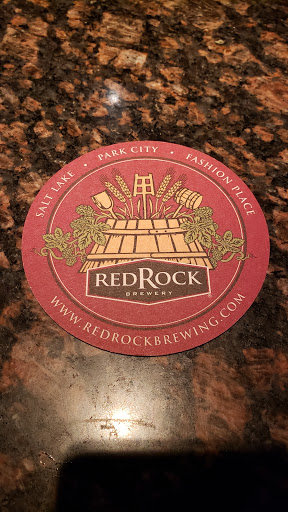 SALT LAKE • PARK CITY • FASHION PLACE
REDROCK
BREWERY
WWW.REDROCKBREWING.COM